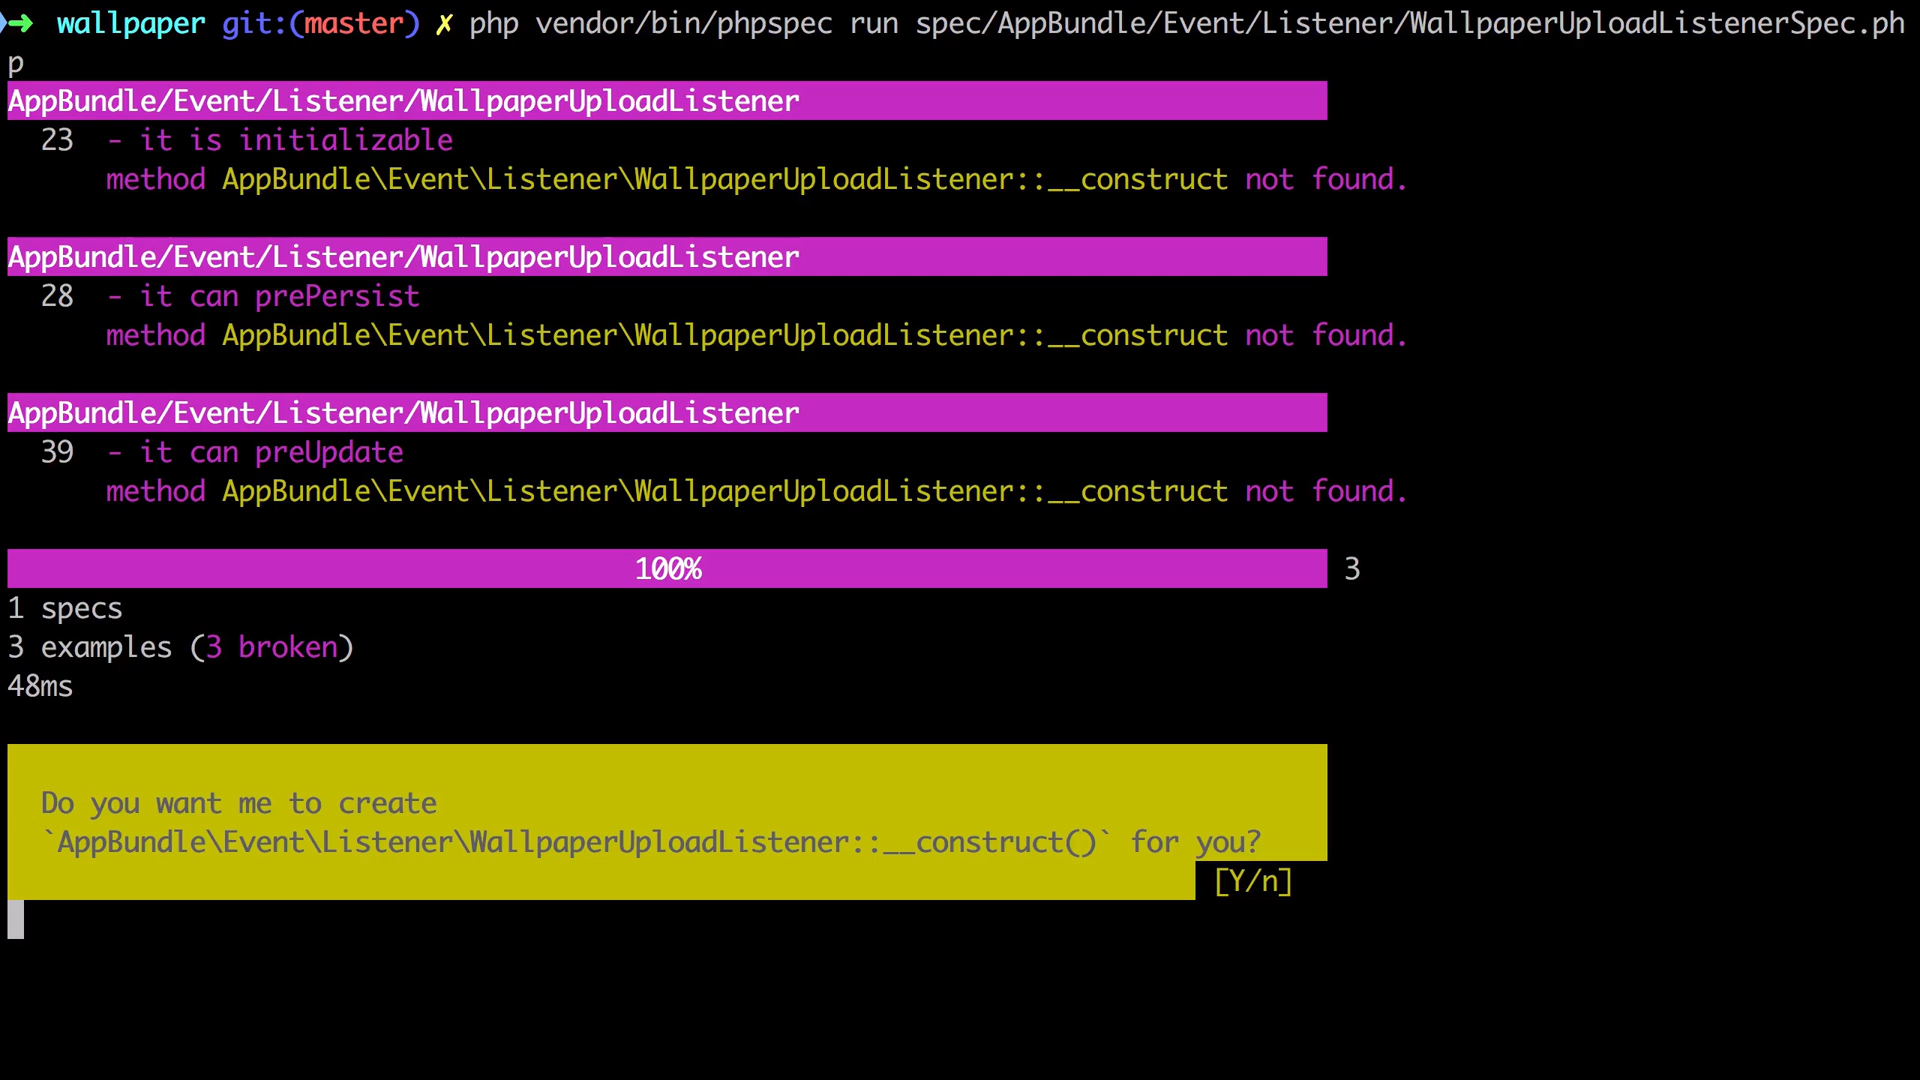 → wallpaper git:(master) ✗ php vendor/bin/phpspec run spec/AppBundle/Event/Listener/WallpaperUploadListenerSpec.ph
p
AppBundle/Event/Listener/WallpaperUploadListener
23 - it is initializable
method AppBundle\Event\Listener\WallpaperUploadListener::__construct not found.
AppBundle/Event/Listener/WallpaperUploadListener
28 - it can prePersist
method AppBundle\Event\Listener\WallpaperUploadListener::__construct not found.
AppBundle/Event/Listener/WallpaperUploadListener
39 - it can preUpdate
method AppBundle\Event\Listener\WallpaperUploadListener::__construct not found.
100% 3
1 specs
3 examples (3 broken)
48ms
Do you want me to create
`AppBundle\Event\Listener\WallpaperUploadListener::__construct()` for you?
[Y/n]